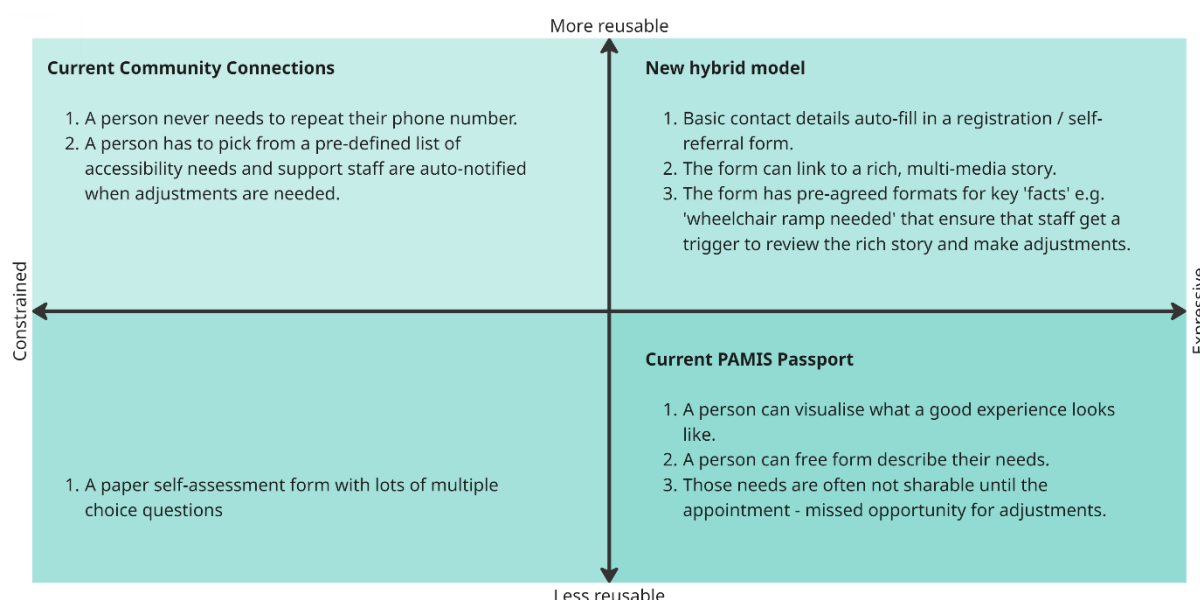 More reusable
Current Community Connections
1. A person never needs to repeat their phone number.
2. A person has to pick from a pre-defined list of
accessibility needs and support staff are auto-notified
when adjustments are needed.
New hybrid model
1. Basic contact details auto-fill in a registration / self-
referral form.
2. The form can link to a rich, multi-media story.
3. The form has pre-agreed formats for key 'facts' e.g.
'wheelchair ramp needed' that ensure that staff get a
trigger to review the rich story and make adjustments.
Constrained
Expressive
1. A paper self-assessment form with lots of multiple
choice questions
Current PAMIS Passport
1. A person can visualise what a good experience looks
like.
2. A person can free form describe their needs.
3. Those needs are often not sharable until the
appointment - missed opportunity for adjustments.
Less reusable